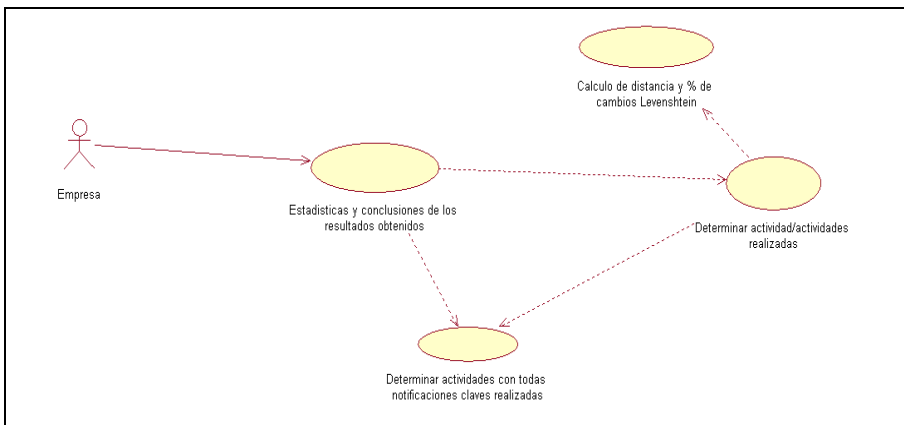 Calculo de distancia y % de
cambios Levenshtein
Empresa
Estadisticas y conclusiones de los
resultados obtenidos
Determinar actividad/actividades
realizadas
Determinar actividades con todas
notificaciones claves realizadas